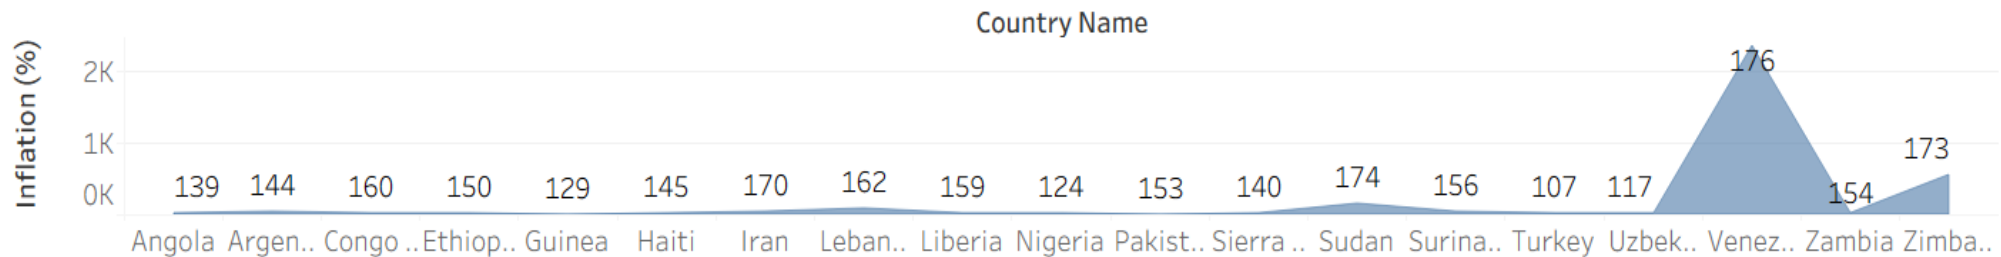 Country Name
Inflation (%)
2K
1K
0K
139 144 160 150 129 145 170 162 159 124 153 140 174 156 107 117 176 154 173
Angola Argen.. Congo .. Ethiop.. Guinea Haiti Iran Leban.. Liberia Nigeria Pakist.. Sierra .. Sudan Surina.. Turkey Uzbek.. Venez.. Zambia Zimba..